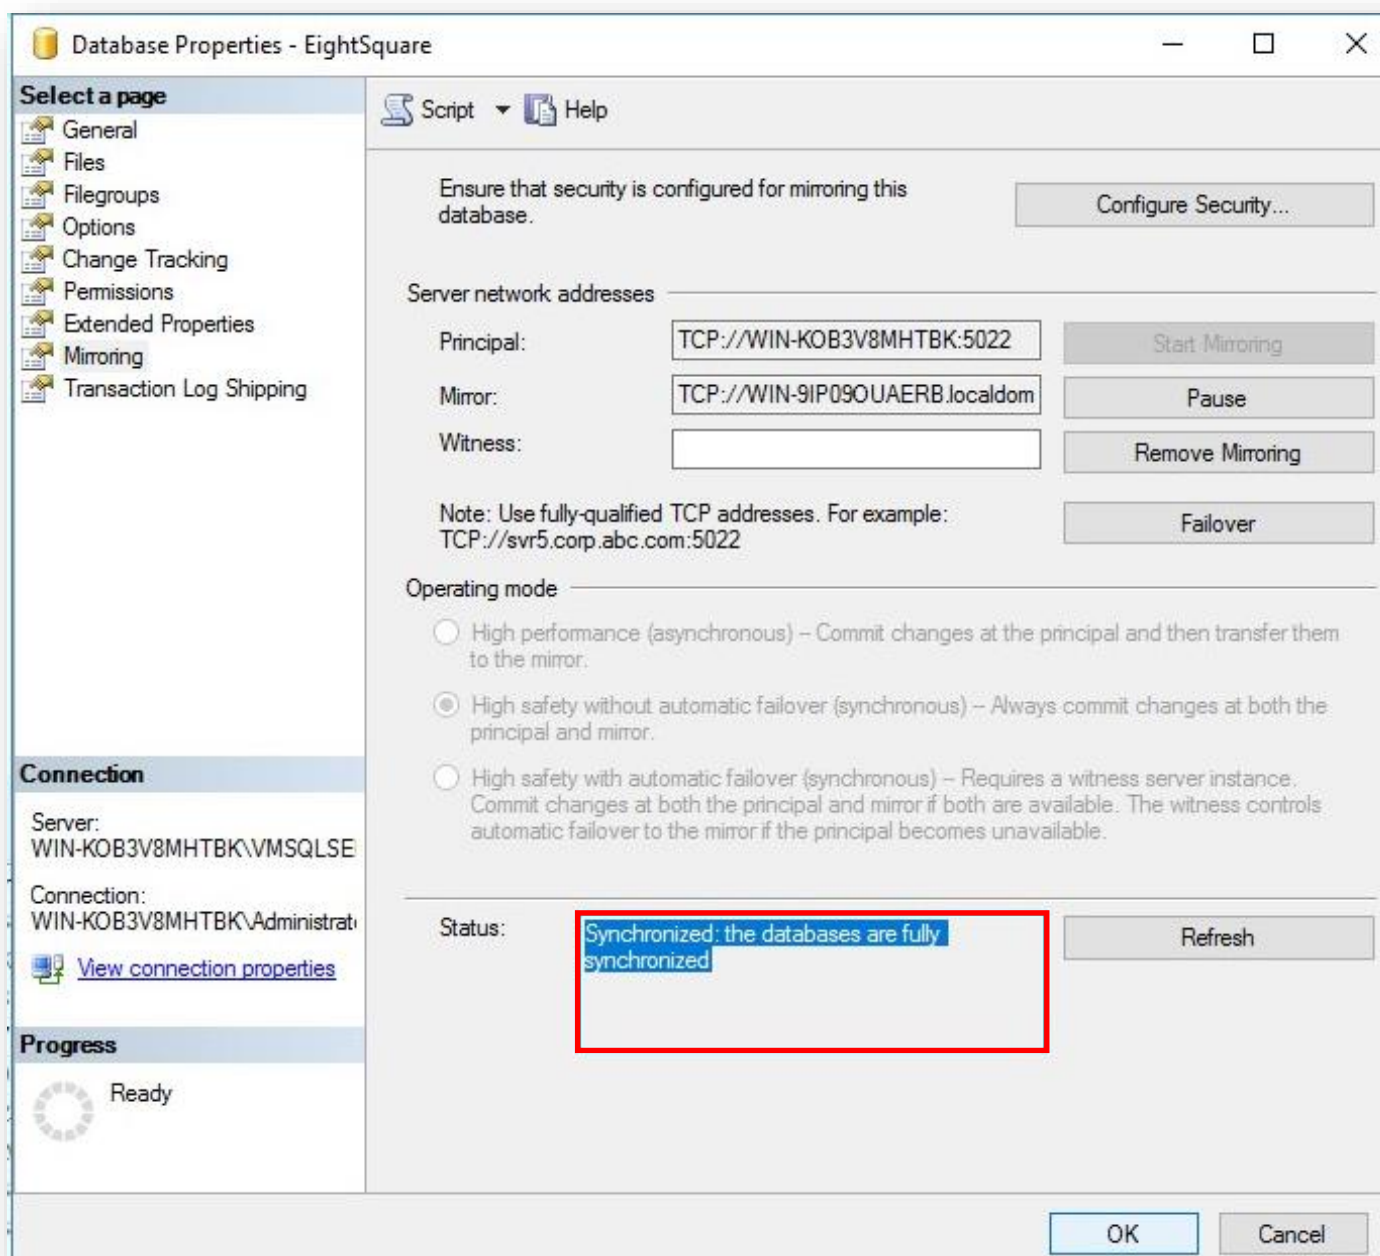 Database Properties - EightSquare
Select a page
General
Files
Filegroups
Options
Change Tracking
Permissions
Extended Properties
Mirroring
Transaction Log Shipping
Connection
Server:
WIN-KOB3V8MHTBK\VMSQLSE
Connection:
WIN-KOB3V8MHTBK\Administrat
View connection properties
Progress
Ready
Script
Help
Ensure that security is configured for mirroring this
database.
Configure Security...
Server network addresses
Principal:
TCP://WIN-KOB3V8MHTBK:5022
Start Mirroring
Mirror:
TCP://WIN-9IP09OUAERB.localdom
Pause
Witness:
Remove Mirroring
Note: Use fully-qualified TCP addresses. For example:
TCP://svr5.corp.abc.com:5022
Failover
Operating mode
High performance (asynchronous) – Commit changes at the principal and then transfer them
to the mirror.
High safety without automatic failover (synchronous) – Always commit changes at both the
principal and mirror.
High safety with automatic failover (synchronous) – Requires a witness server instance.
Commit changes at both the principal and mirror if both are available. The witness controls
automatic failover to the mirror if the principal becomes unavailable.
Status:
Synchronized: the databases are fully
synchronized
Refresh
OK
Cancel